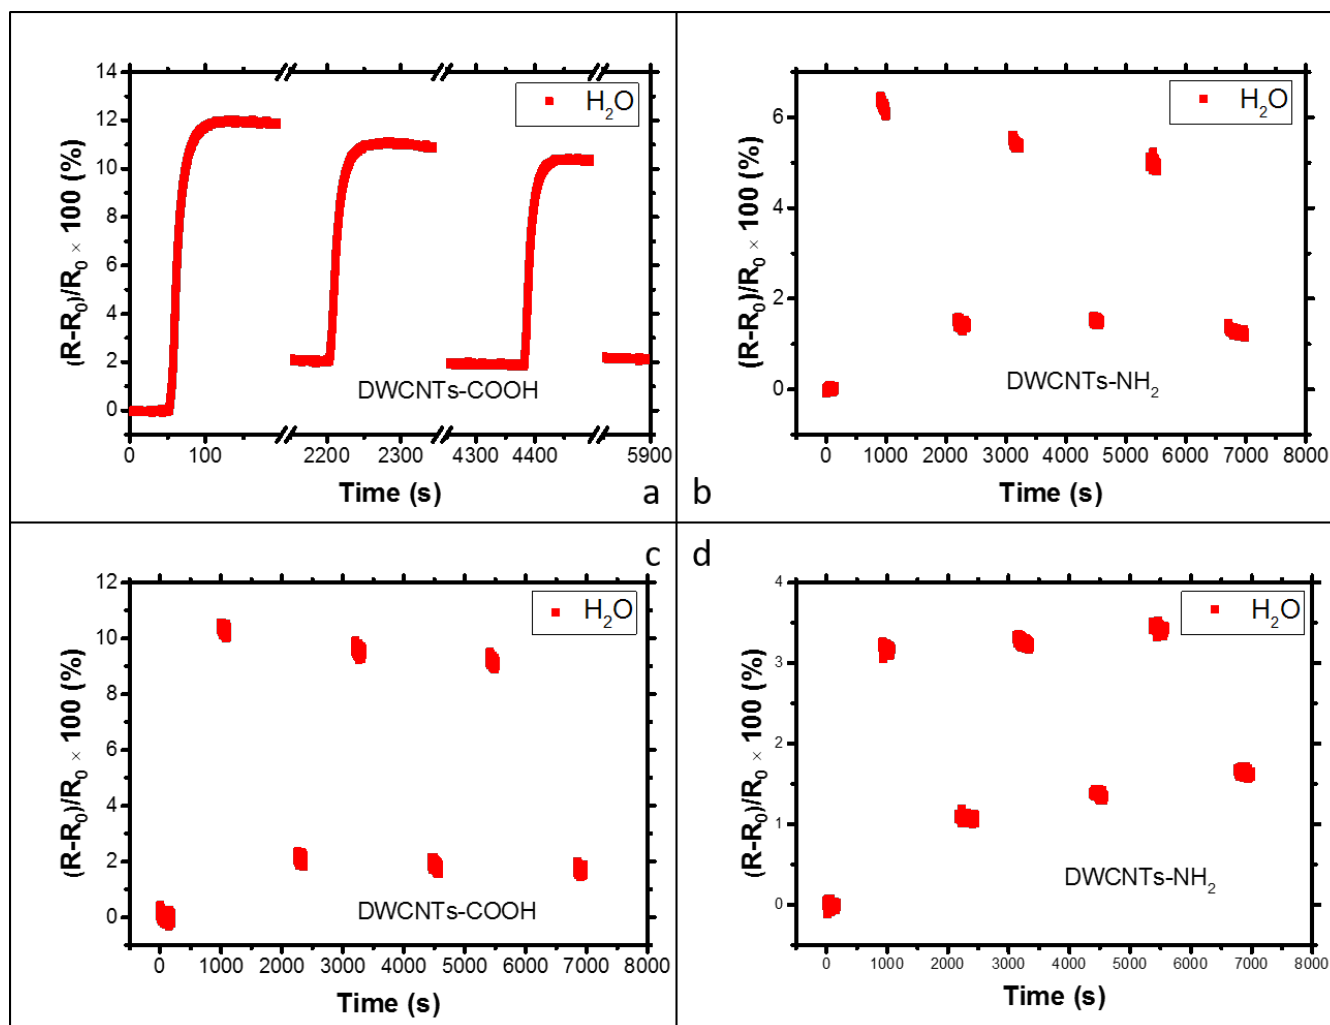 14
12
10
8
6
4
2
0
(R-R₀)/R₀ × 100 (%)
H₂O
DWCNTs-COOH
0 100 2200 2300 4300 4400 5900
Time (s)
a
6
4
2
0
(R-R₀)/R₀ × 100 (%)
H₂O
DWCNTs-NH₂
0 1000 2000 3000 4000 5000 6000 7000 8000
Time (s)
b
c
12
10
8
6
4
2
0
(R-R₀)/R₀ × 100 (%)
H₂O
DWCNTs-COOH
0 1000 2000 3000 4000 5000 6000 7000 8000
Time (s)
d
4
3
2
1
0
(R-R₀)/R₀ × 100 (%)
H₂O
DWCNTs-NH₂
0 1000 2000 3000 4000 5000 6000 7000 8000
Time (s)